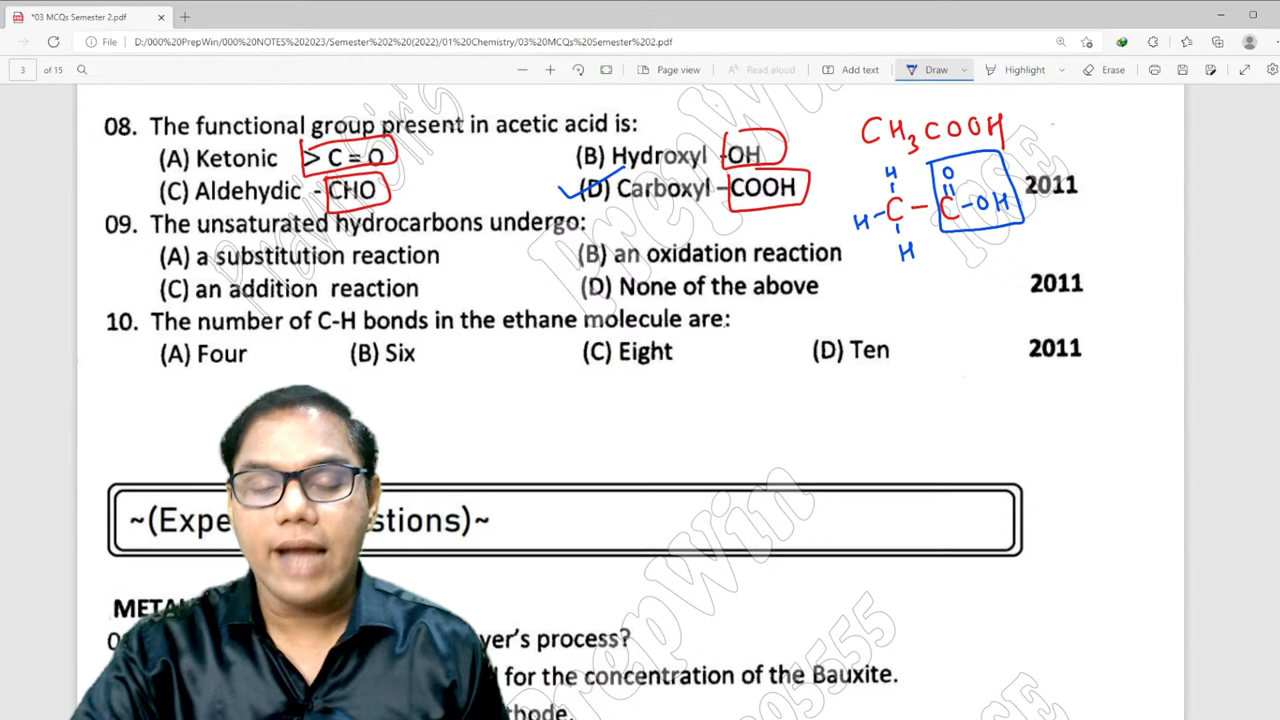 *03 MCQs Semester 2.pdf
File D:/000%20PrepWin/000%20NOTES%202023/Semester%202%20(2022)/01%20Chemistry/03%20MCQs%20Semester%202.pdf
3 of 15 Page view Read aloud Add text Draw Highlight Erase
08. The functional group present in acetic acid is: CH3COOH
(A) Ketonic > C = O (B) Hydroxyl -OH
(C) Aldehydic - CHO (D) Carboxyl –COOH 2011
H O
H C C OH
H
09. The unsaturated hydrocarbons undergo:
(A) a substitution reaction (B) an oxidation reaction
(C) an addition reaction (D) None of the above 2011
10. The number of C-H bonds in the ethane molecule are:
(A) Four (B) Six (C) Eight (D) Ten 2011
~(Expe stions)~
META
yer's process?
for the concentration of the Bauxite.
thode.
PrepWin
PrepWin